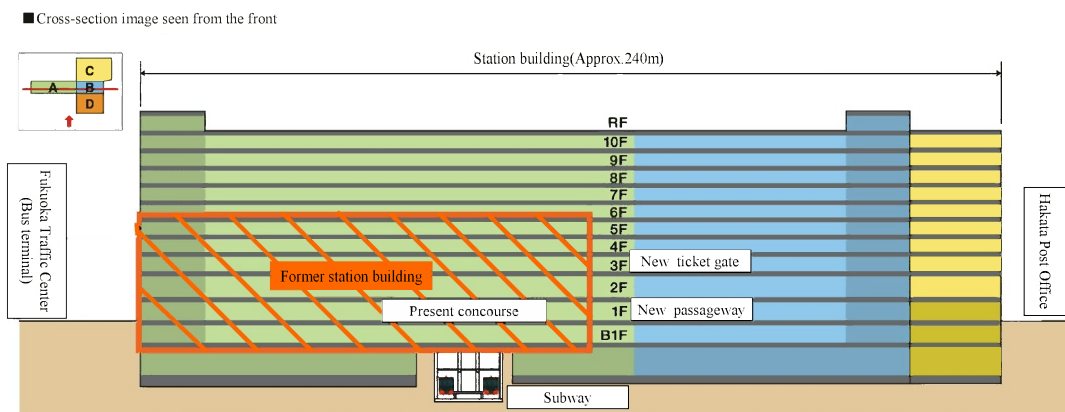 ■Cross-section image seen from the front
Station building(Approx.240m)
C
A
B
D
RF
10F
9F
8F
7F
6F
5F
4F
3F
2F
1F
B1F
Fukuoka Traffic Center
(Bus terminal)
Former station building
Present concourse
New ticket gate
New passageway
Subway
Hakata Post Office